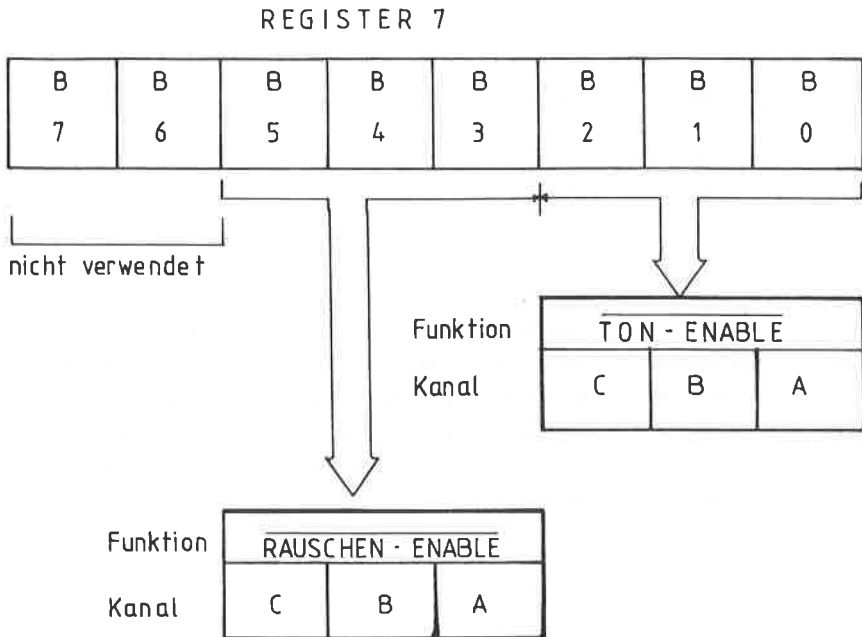 REGISTER 7
B B B B B B B B
7 6 5 4 3 2 1 0
nicht verwendet
Funktion TON - ENABLE
Kanal C B A
Funktion RAUSCHEN - ENABLE
Kanal C B A